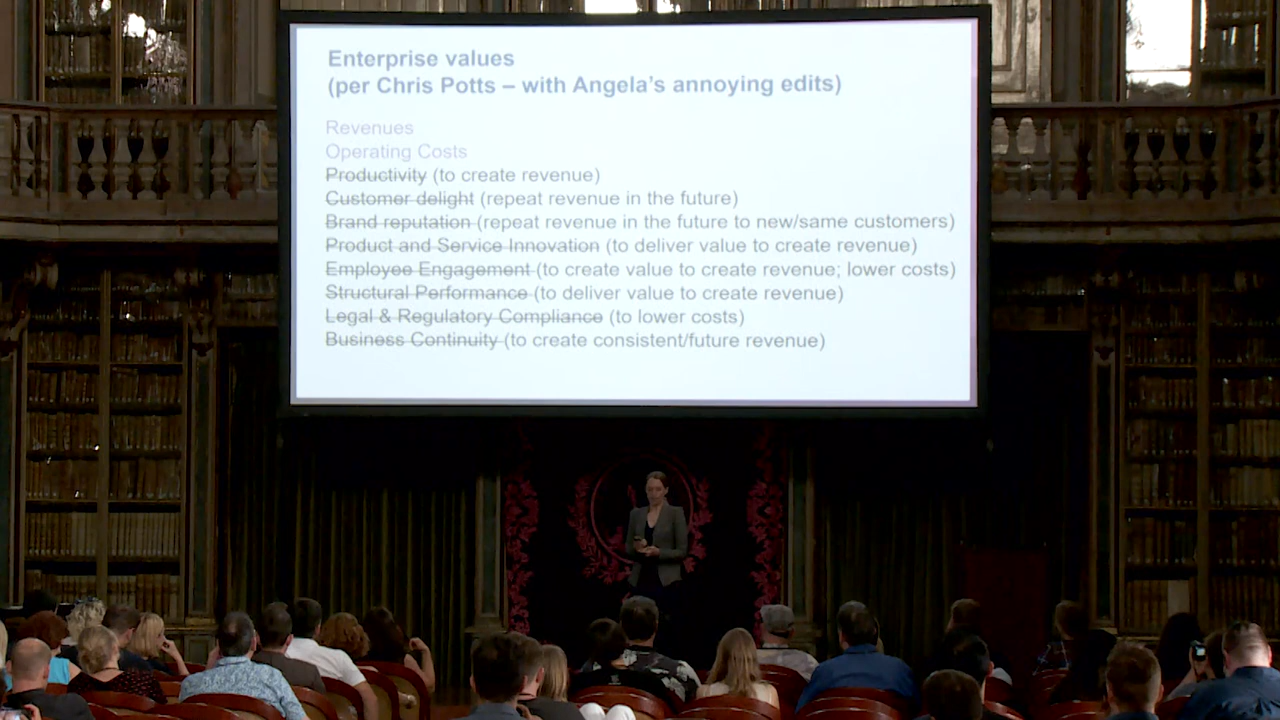 Enterprise values
(per Chris Potts – with Angela's annoying edits)
Revenues
Operating Costs
Productivity (to create revenue)
Customer delight (repeat revenue in the future)
Brand reputation (repeat revenue in the future to new/same customers)
Product and Service Innovation (to deliver value to create revenue)
Employee Engagement (to create value to create revenue; lower costs)
Structural Performance (to deliver value to create revenue)
Legal & Regulatory Compliance (to lower costs)
Business Continuity (to create consistent/future revenue)